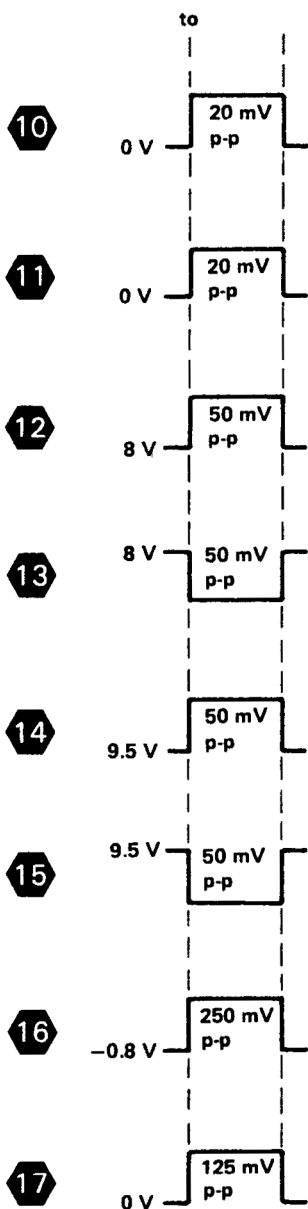 to
10
20 mV
p-p
0 V
11
20 mV
p-p
0 V
12
50 mV
p-p
8 V
8 V
13
50 mV
p-p
14
50 mV
p-p
9.5 V
9.5 V
15
50 mV
p-p
16
250 mV
p-p
−0.8 V
17
125 mV
p-p
0 V